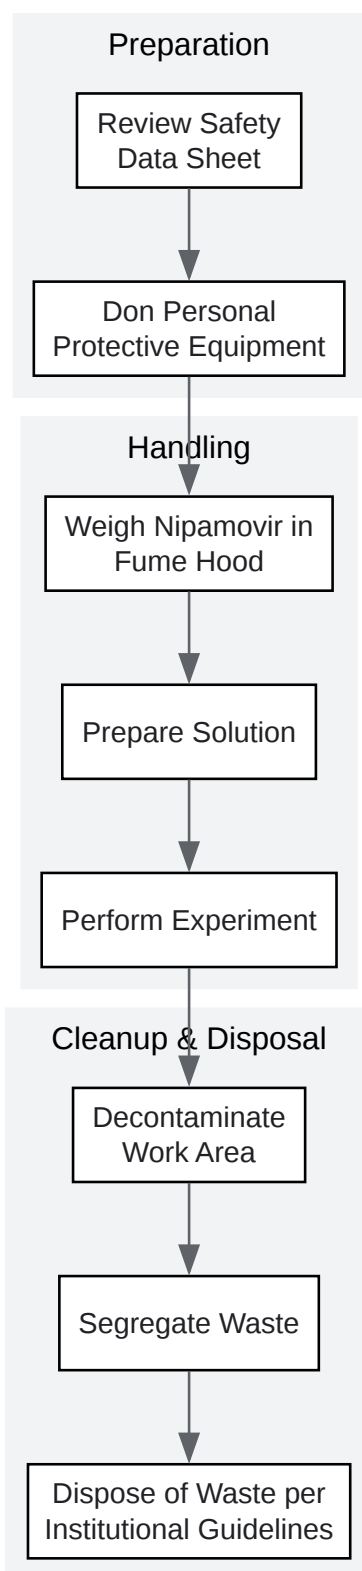 Preparation
Review Safety
Data Sheet
Don Personal
Protective Equipment
Handling
Weigh Nipamovir in
Fume Hood
Prepare Solution
Perform Experiment
Cleanup & Disposal
Decontaminate
Work Area
Segregate Waste
Dispose of Waste per
Institutional Guidelines